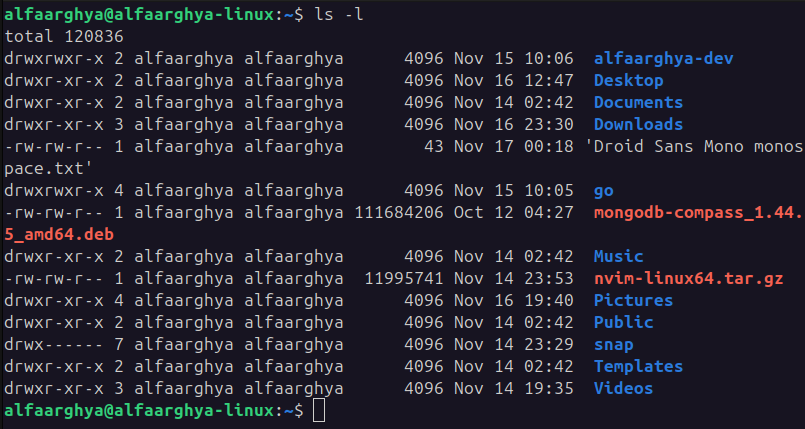 alfaarghya@alfaarghya-linux:~$ ls -l
total 120836
drwxrwxr-x 2 alfaarghya alfaarghya      4096 Nov 15 10:06  alfaarghya-dev
drwxr-xr-x 2 alfaarghya alfaarghya      4096 Nov 16 12:47  Desktop
drwxr-xr-x 2 alfaarghya alfaarghya      4096 Nov 14 02:42  Documents
drwxr-xr-x 3 alfaarghya alfaarghya      4096 Nov 16 23:30  Downloads
-rw-rw-r-- 1 alfaarghya alfaarghya        43 Nov 17 00:18 'Droid Sans Mono monos
pace.txt'
drwxrwxr-x 4 alfaarghya alfaarghya      4096 Nov 15 10:05  go
-rw-rw-r-- 1 alfaarghya alfaarghya 111684206 Oct 12 04:27  mongodb-compass_1.44.
5_amd64.deb
drwxr-xr-x 2 alfaarghya alfaarghya      4096 Nov 14 02:42  Music
-rw-rw-r-- 1 alfaarghya alfaarghya  11995741 Nov 14 23:53  nvim-linux64.tar.gz
drwxr-xr-x 4 alfaarghya alfaarghya      4096 Nov 16 19:40  Pictures
drwxr-xr-x 2 alfaarghya alfaarghya      4096 Nov 14 02:42  Public
drwx------ 7 alfaarghya alfaarghya      4096 Nov 14 23:29  snap
drwxr-xr-x 2 alfaarghya alfaarghya      4096 Nov 14 02:42  Templates
drwxr-xr-x 3 alfaarghya alfaarghya      4096 Nov 14 19:35  Videos
alfaarghya@alfaarghya-linux:~$